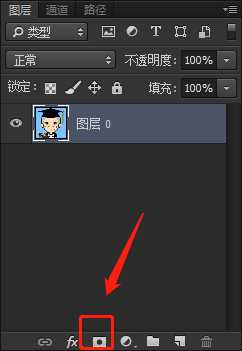 图层 通道 路径
类型
正常 不透明度: 100%
锁定: 填充: 100%
图层 0
fx